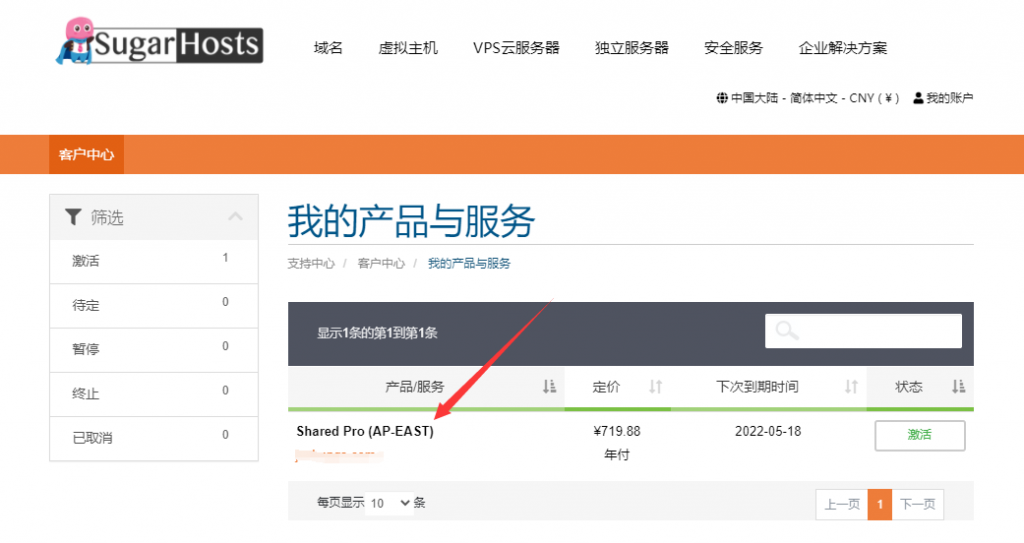 SugarHosts
域名 虚拟主机 VPS云服务器 独立服务器 安全服务 企业解决方案
中国大陆 - 简体中文 - CNY (¥) 我的账户
客户中心
筛选
激活 1
待定 0
暂停 0
终止 0
已取消 0
我的产品与服务
支持中心 / 客户中心 / 我的产品与服务
显示1条的第1到第1条
产品/服务 定价 下次到期时间 状态
Shared Pro (AP-EAST) ¥719.88 2022-05-18 激活
年付
每页显示 10 条 上一页 1 下一页